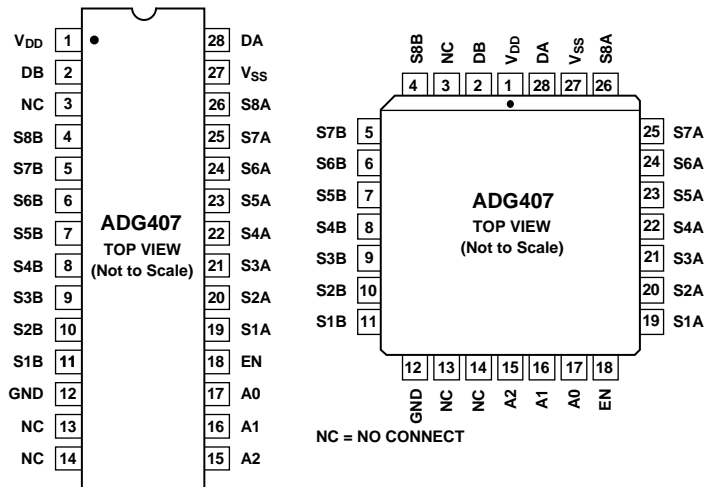 VDD 1 28 DA
DB 2 27 VSS
NC 3 26 S8A
S8B 4 25 S7A
S7B 5 24 S6A
S6B 6 23 S5A
S5B 7 22 S4A
S4B 8 21 S3A
S3B 9 20 S2A
S2B 10 19 S1A
S1B 11 18 EN
GND 12 17 A0
NC 13 16 A1
NC 14 15 A2
ADG407
TOP VIEW
(Not to Scale)
S8B NC DB VDD DA VSS S8A
4 3 2 1 28 27 26
S7B 5 25 S7A
S6B 6 24 S6A
S5B 7 23 S5A
S4B 8 22 S4A
S3B 9 21 S3A
S2B 10 20 S2A
S1B 11 19 S1A
ADG407
TOP VIEW
(Not to Scale)
12 13 14 15 16 17 18
GND NC NC A2 A1 A0 EN
NC = NO CONNECT